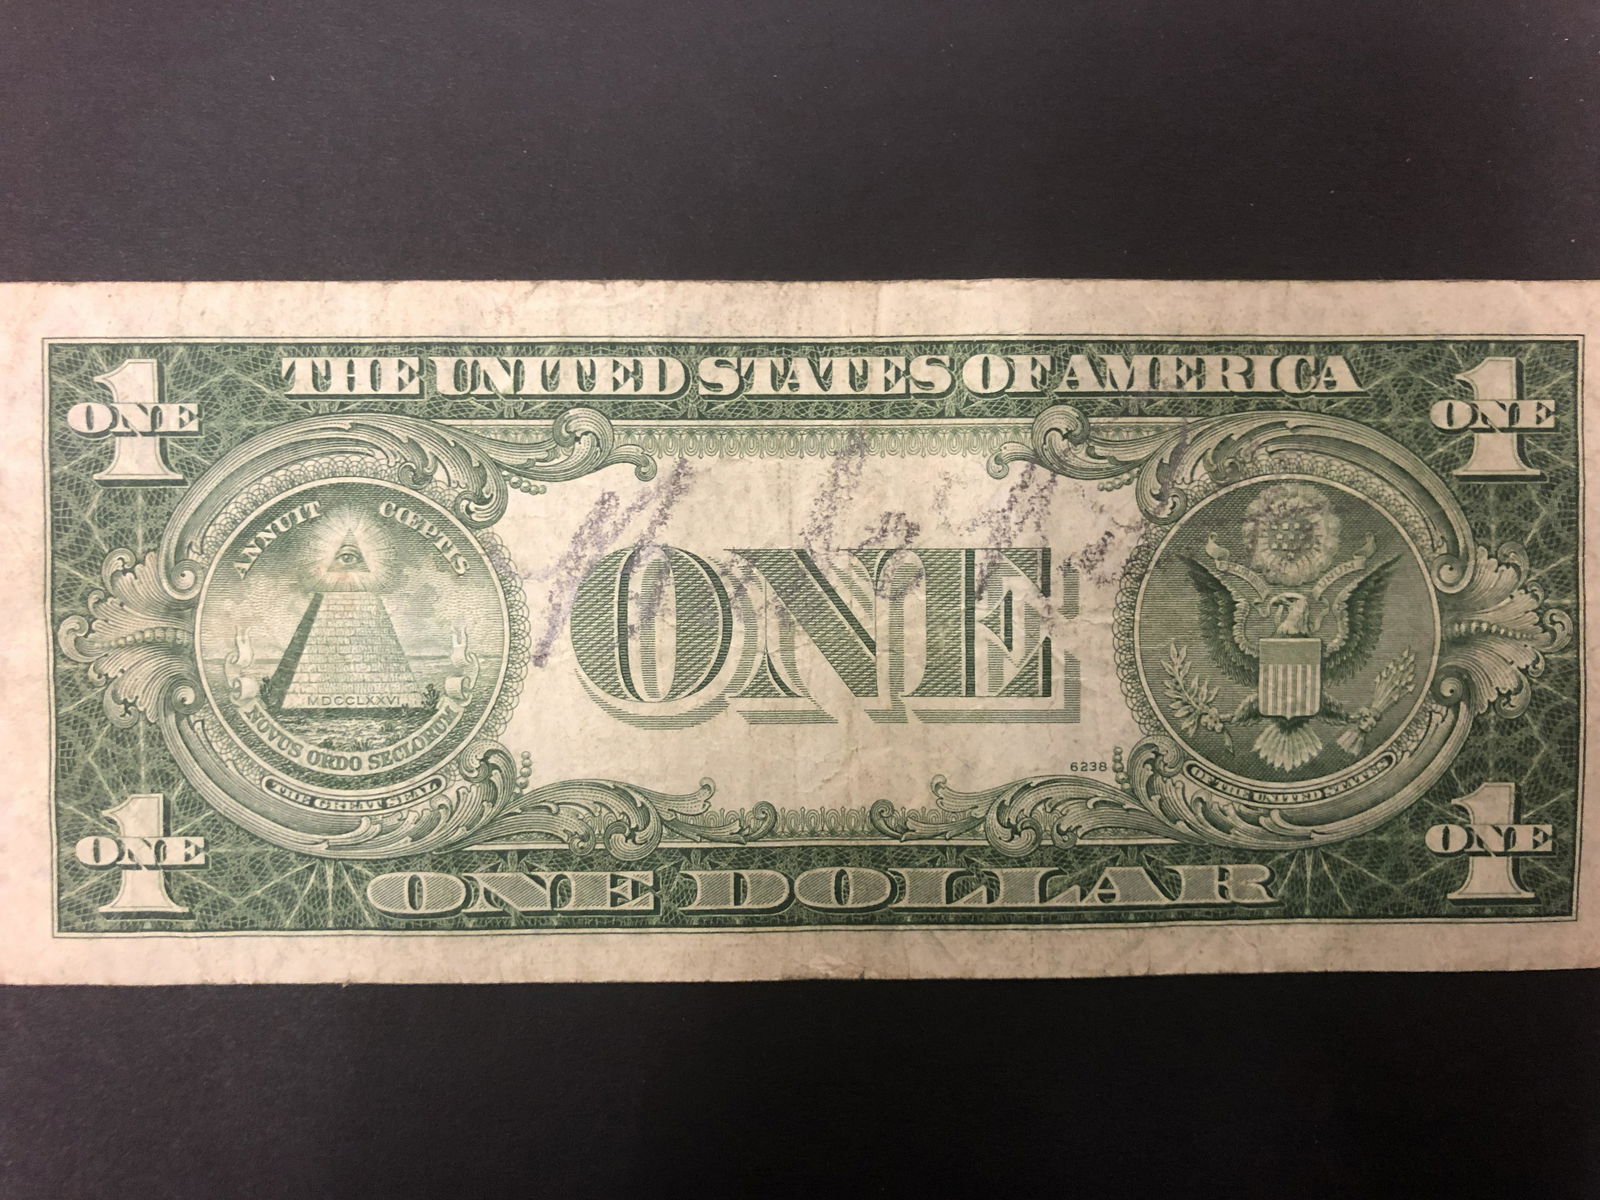 THE UNITED STATES OF AMERICA
1
ONE
1
ONE
ANNUIT CŒPTIS
MDCCLXXVI
NOVUS ORDO SECLORUM
THE GREAT SEAL
ONE
6238
OF THE UNITED STATES
1
ONE
1
ONE
ONE DOLLAR